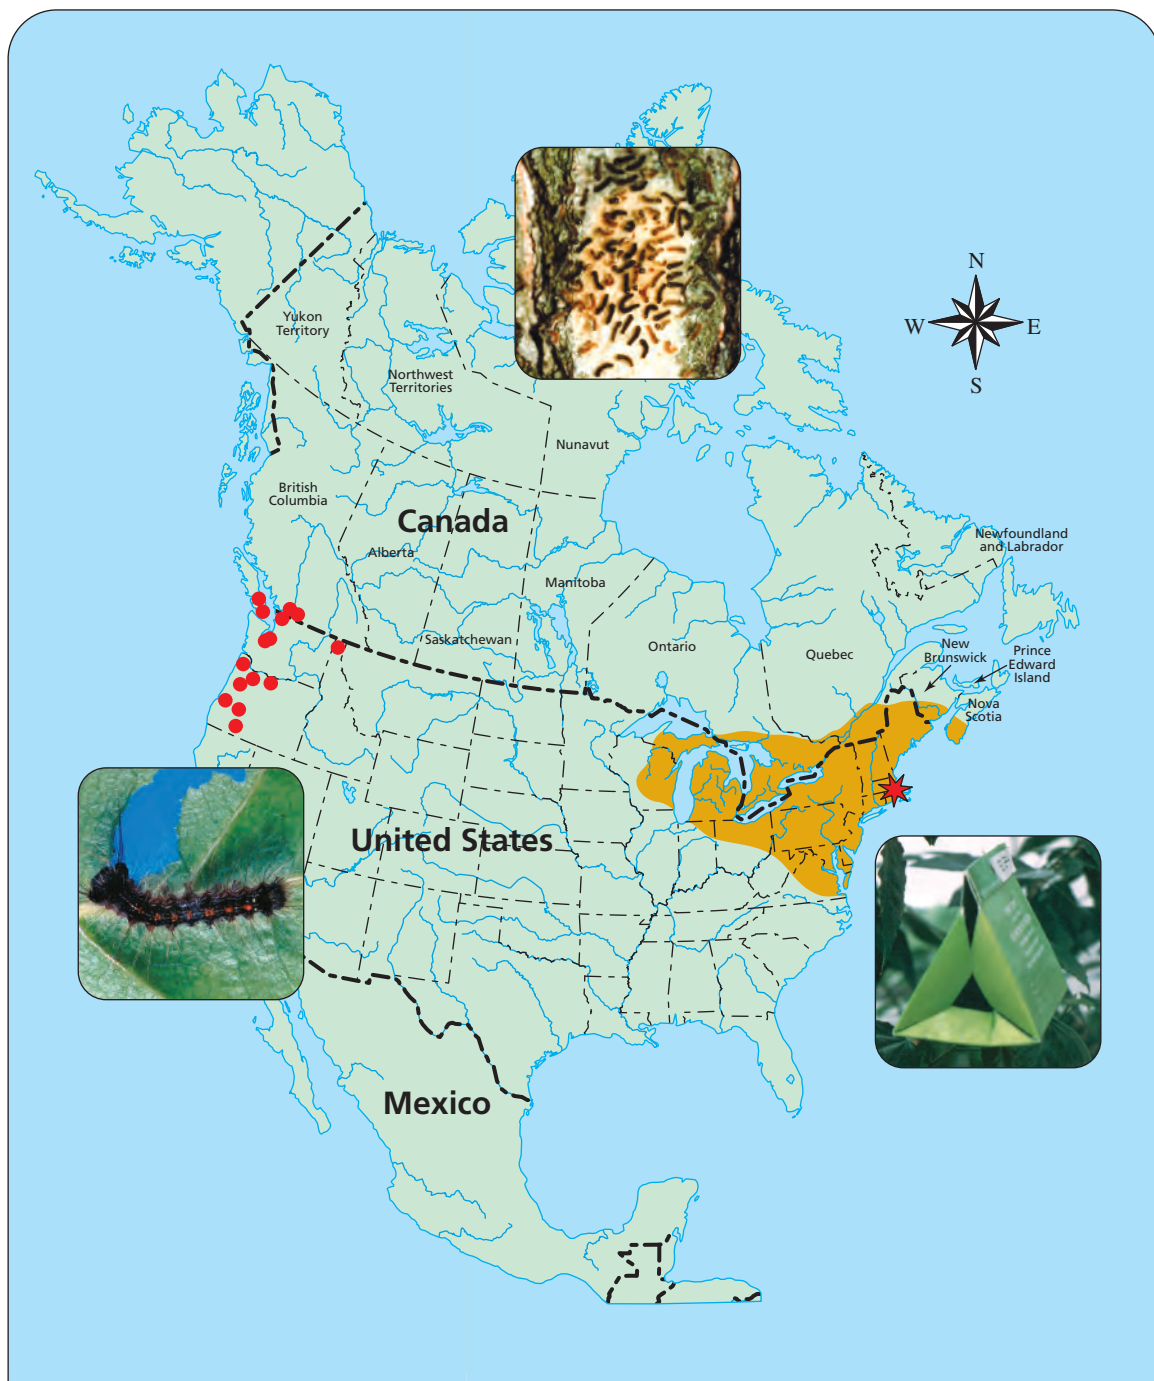 N
W
E
S
Yukon
Territory
Northwest
Territories
Nunavut
British
Columbia
Canada
Alberta
Newfoundland
and Labrador
Manitoba
Saskatchewan
Ontario
Quebec
New
Brunswick
Prince
Edward
Island
Nova
Scotia
United States
Mexico